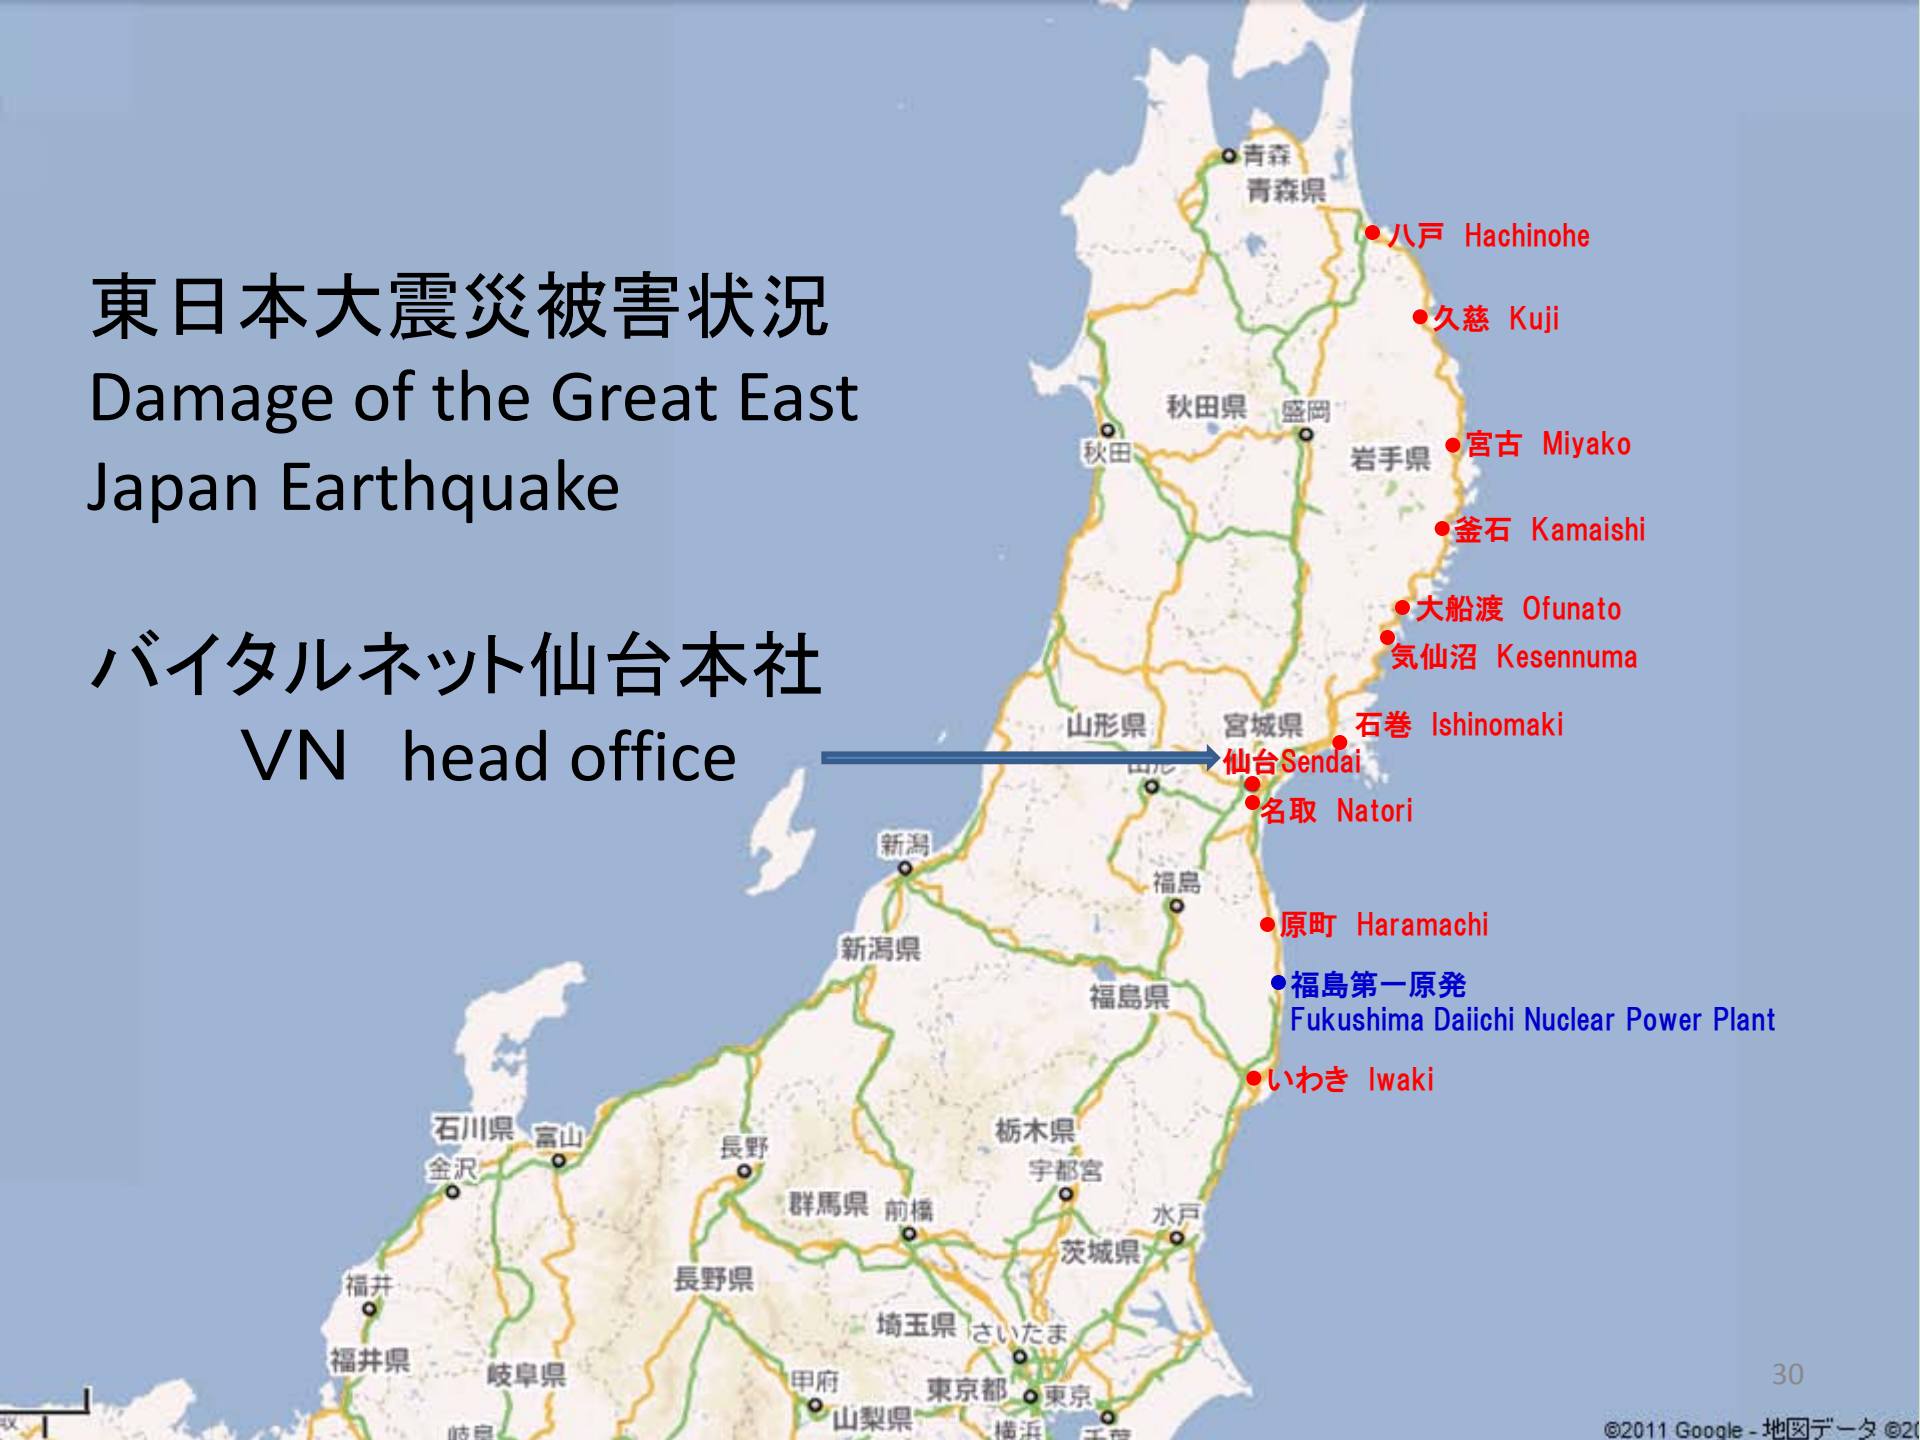 東日本大震災被害状況
Damage of the Great East
Japan Earthquake
バイタルネット仙台本社
VN head office
青森
青森県
八戸 Hachinohe
久慈 Kuji
秋田県
盛岡
秋田
岩手県
宮古 Miyako
釜石 Kamaishi
大船渡 Ofunato
気仙沼 Kesennuma
山形県
宮城県
石巻 Ishinomaki
仙台Sendai
名取 Natori
新潟
福島
原町 Haramachi
新潟県
福島県
福島第一原発
Fukushima Daiichi Nuclear Power Plant
いわき Iwaki
石川県
富山
栃木県
長野
金沢
宇都宮
群馬県
前橋
水戸
茨城県
長野県
福井
埼玉県
さいたま
福井県
岐阜県
甲府
東京都
東京
山梨県
30
©2011 Google - 地図データ ©20